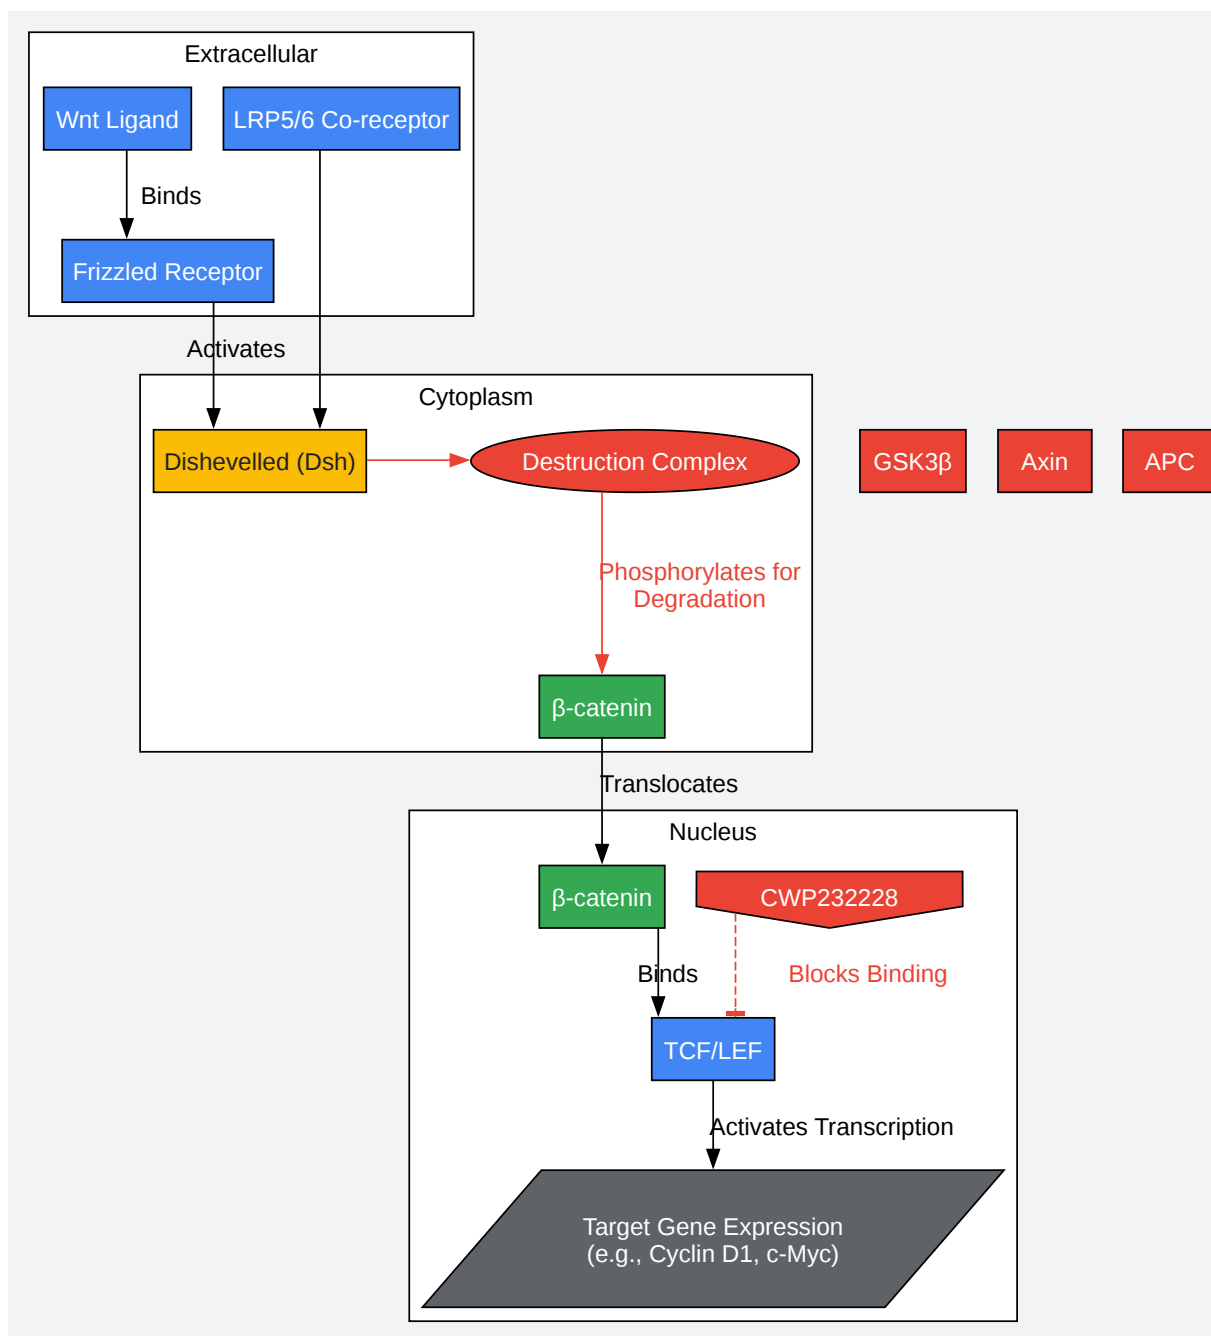 Extracellular
Wnt Ligand
LRP5/6 Co-receptor
Binds
Frizzled Receptor
Activates
Cytoplasm
Dishevelled (Dsh)
Destruction Complex
GSK3β
Axin
APC
Phosphorylates for
Degradation
β-catenin
Translocates
Nucleus
β-catenin
CWP232228
Binds
Blocks Binding
TCF/LEF
Activates Transcription
Target Gene Expression
(e.g., Cyclin D1, c-Myc)